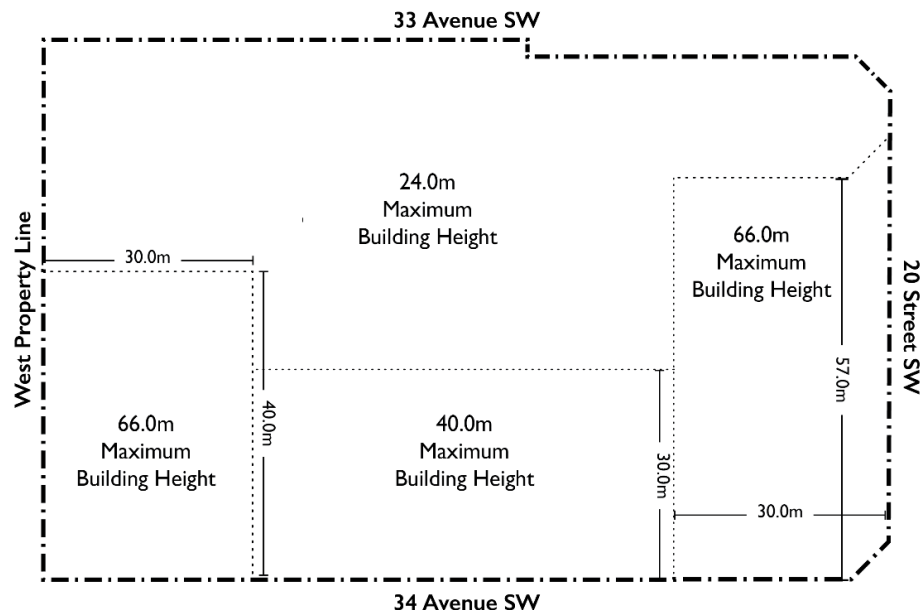 33 Avenue SW
24.0m
Maximum
Building Height
66.0m
Maximum
Building Height
30.0m
West Property Line
20 Street SW
57.0m
66.0m
Maximum
Building Height
40.0m
40.0m
Maximum
Building Height
30.0m
30.0m
34 Avenue SW